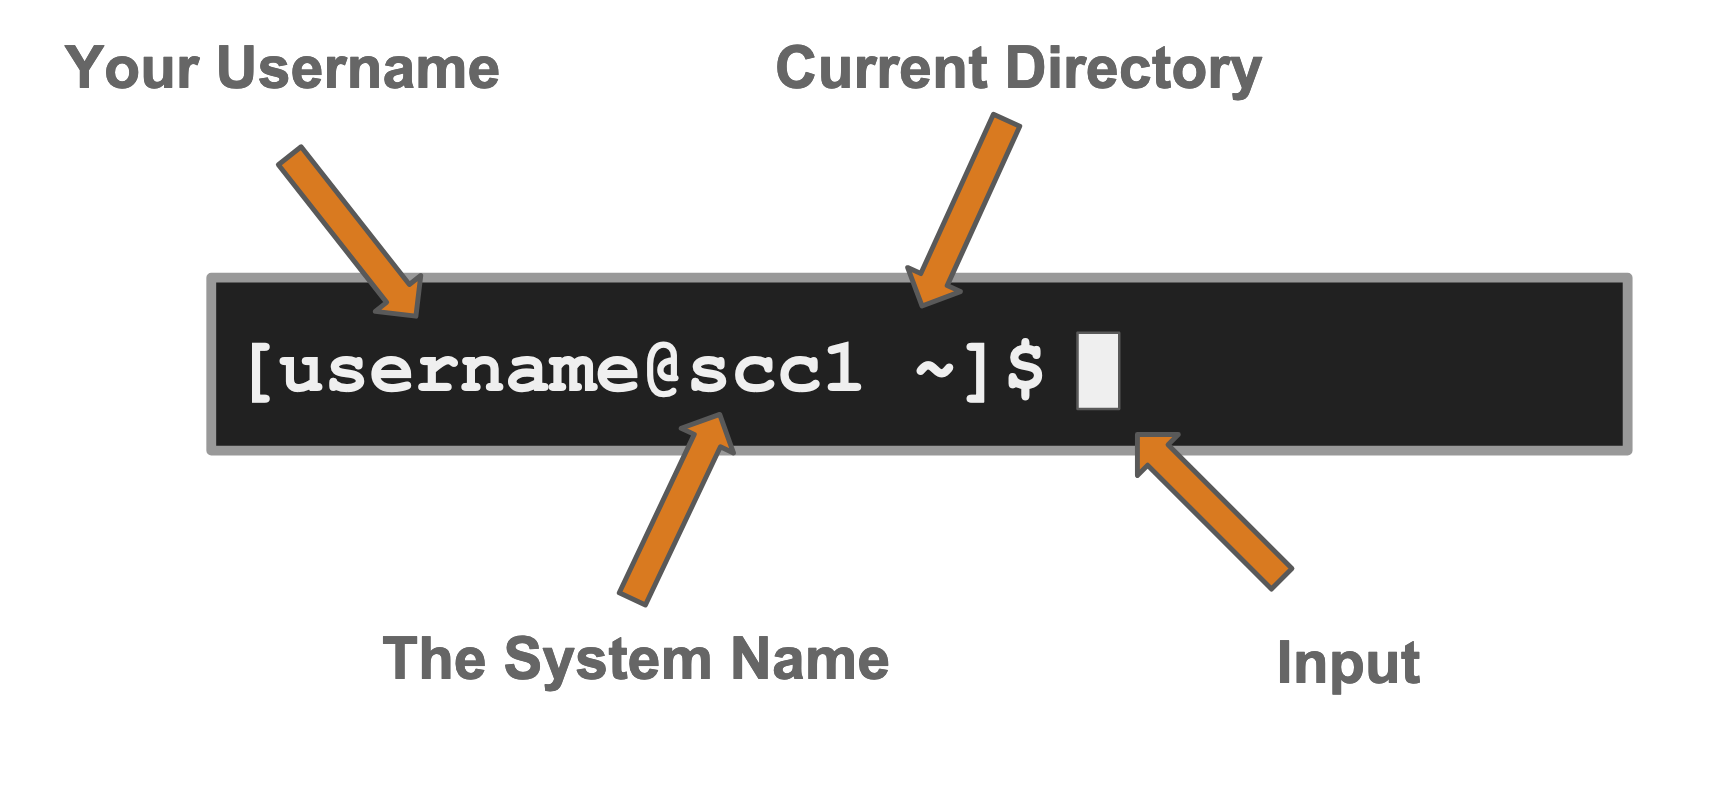 Your Username
Current Directory
[username@scc1 ~]$
The System Name
Input